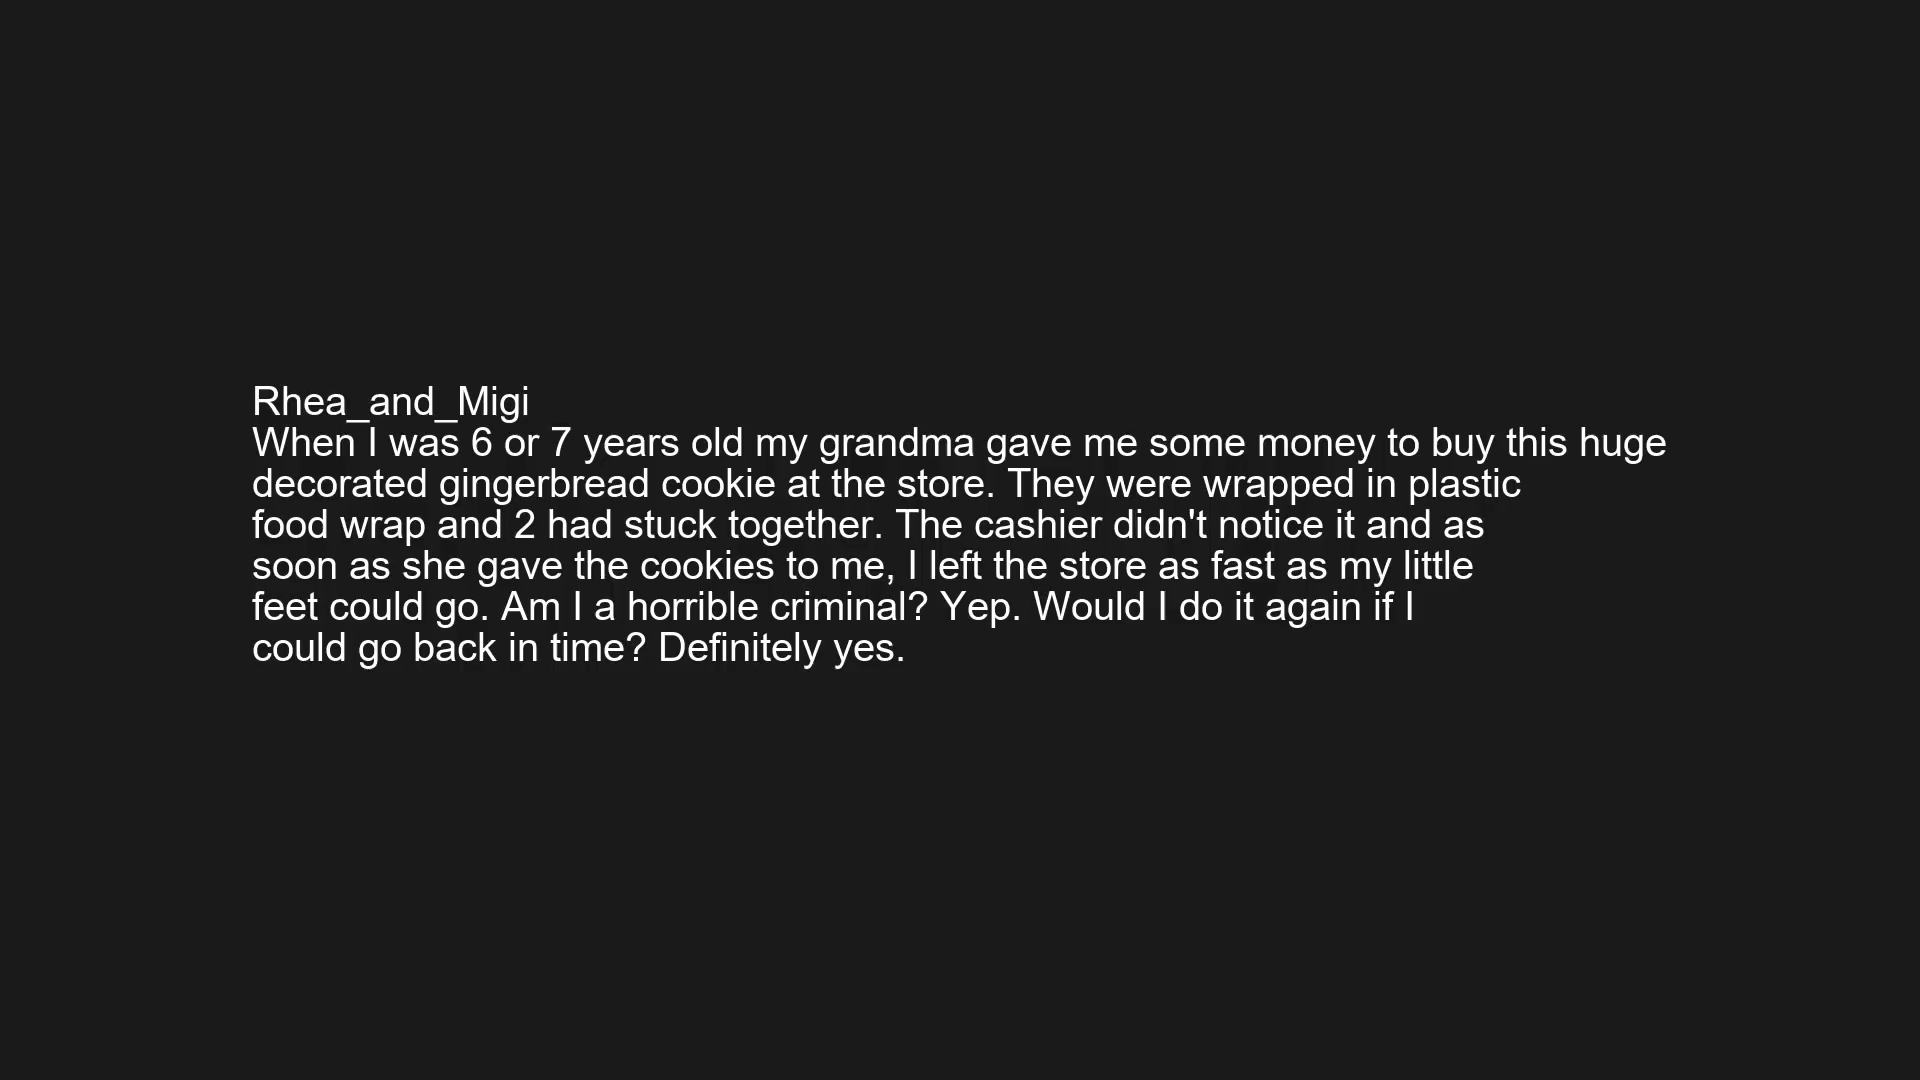 Rhea_and_Migi
When I was 6 or 7 years old my grandma gave me some money to buy this huge
decorated gingerbread cookie at the store. They were wrapped in plastic
food wrap and 2 had stuck together. The cashier didn't notice it and as
soon as she gave the cookies to me, I left the store as fast as my little
feet could go. Am I a horrible criminal? Yep. Would I do it again if I
could go back in time? Definitely yes.